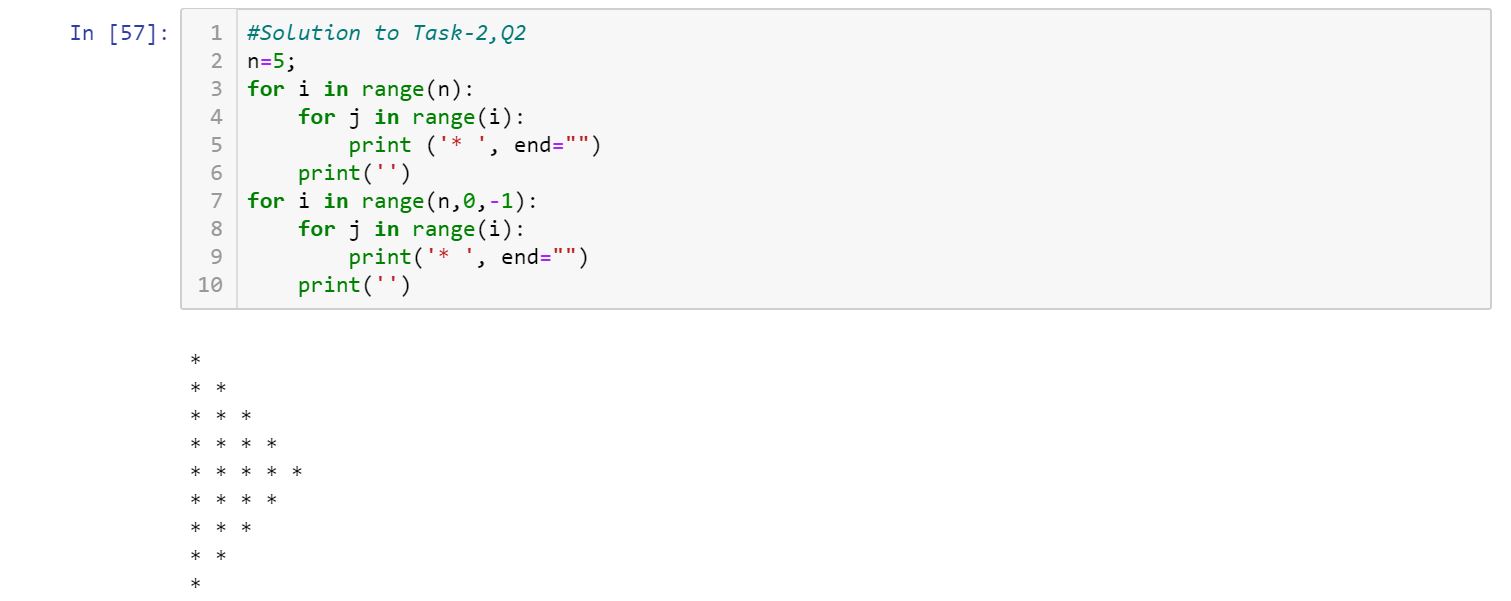 In [57]:
1 #Solution to Task-2,Q2
2 n=5;
3 for i in range(n):
4     for j in range(i):
5         print ('* ', end="")
6     print('')
7 for i in range(n,0,-1):
8     for j in range(i):
9         print('* ', end="")
10     print('')
*
* *
* * *
* * * *
* * * * *
* * * *
* * *
* *
*